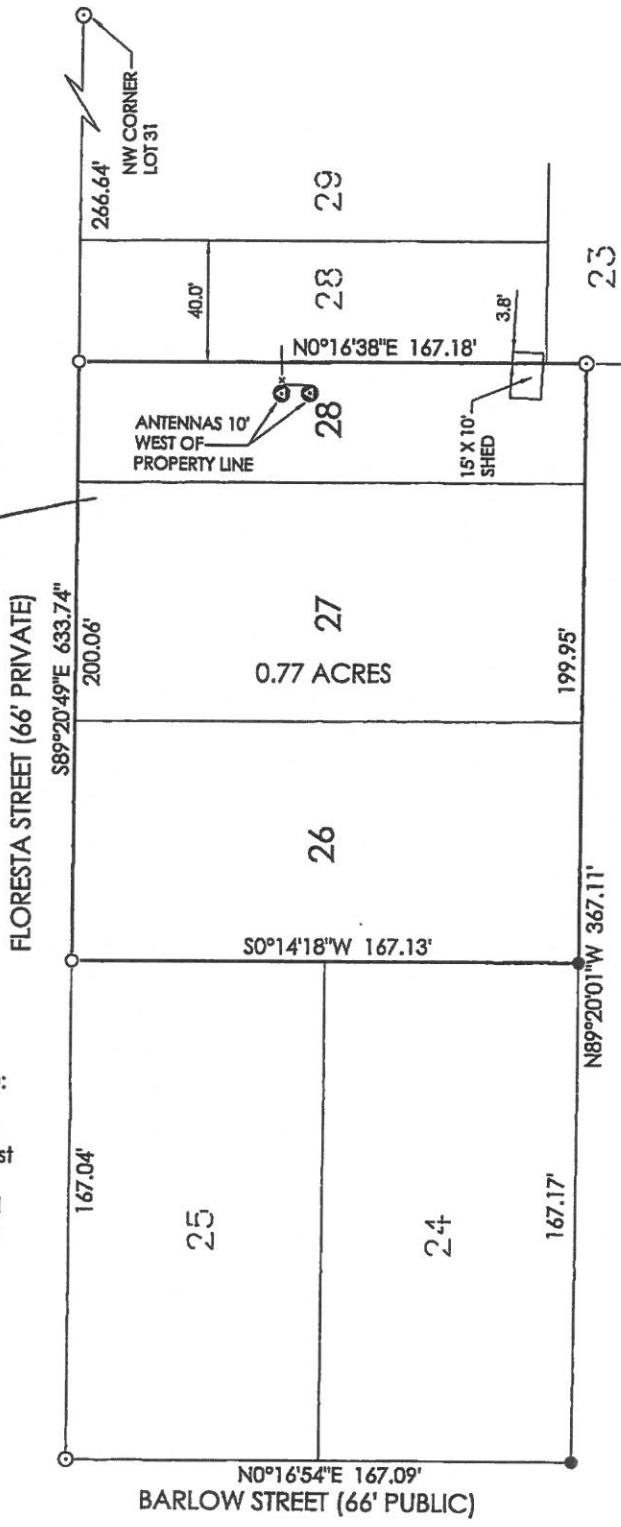 NW CORNER
LOT 31
266.64'
29
28
40.0'
23
3.8'
N0°16'38"E 167.18'
ANTENNAS 10'
WEST OF
PROPERTY LINE
28
15' X 10'
SHED
FLORESTA STREET (66' PRIVATE)
S89°20'49"E 633.74'
200.06'
27
0.77 ACRES
199.95'
26
S0°14'18"W 167.13'
N89°20'01"W 367.11'
167.04'
25
24
167.17'
N0°16'54"E 167.09'
BARLOW STREET (66' PUBLIC)